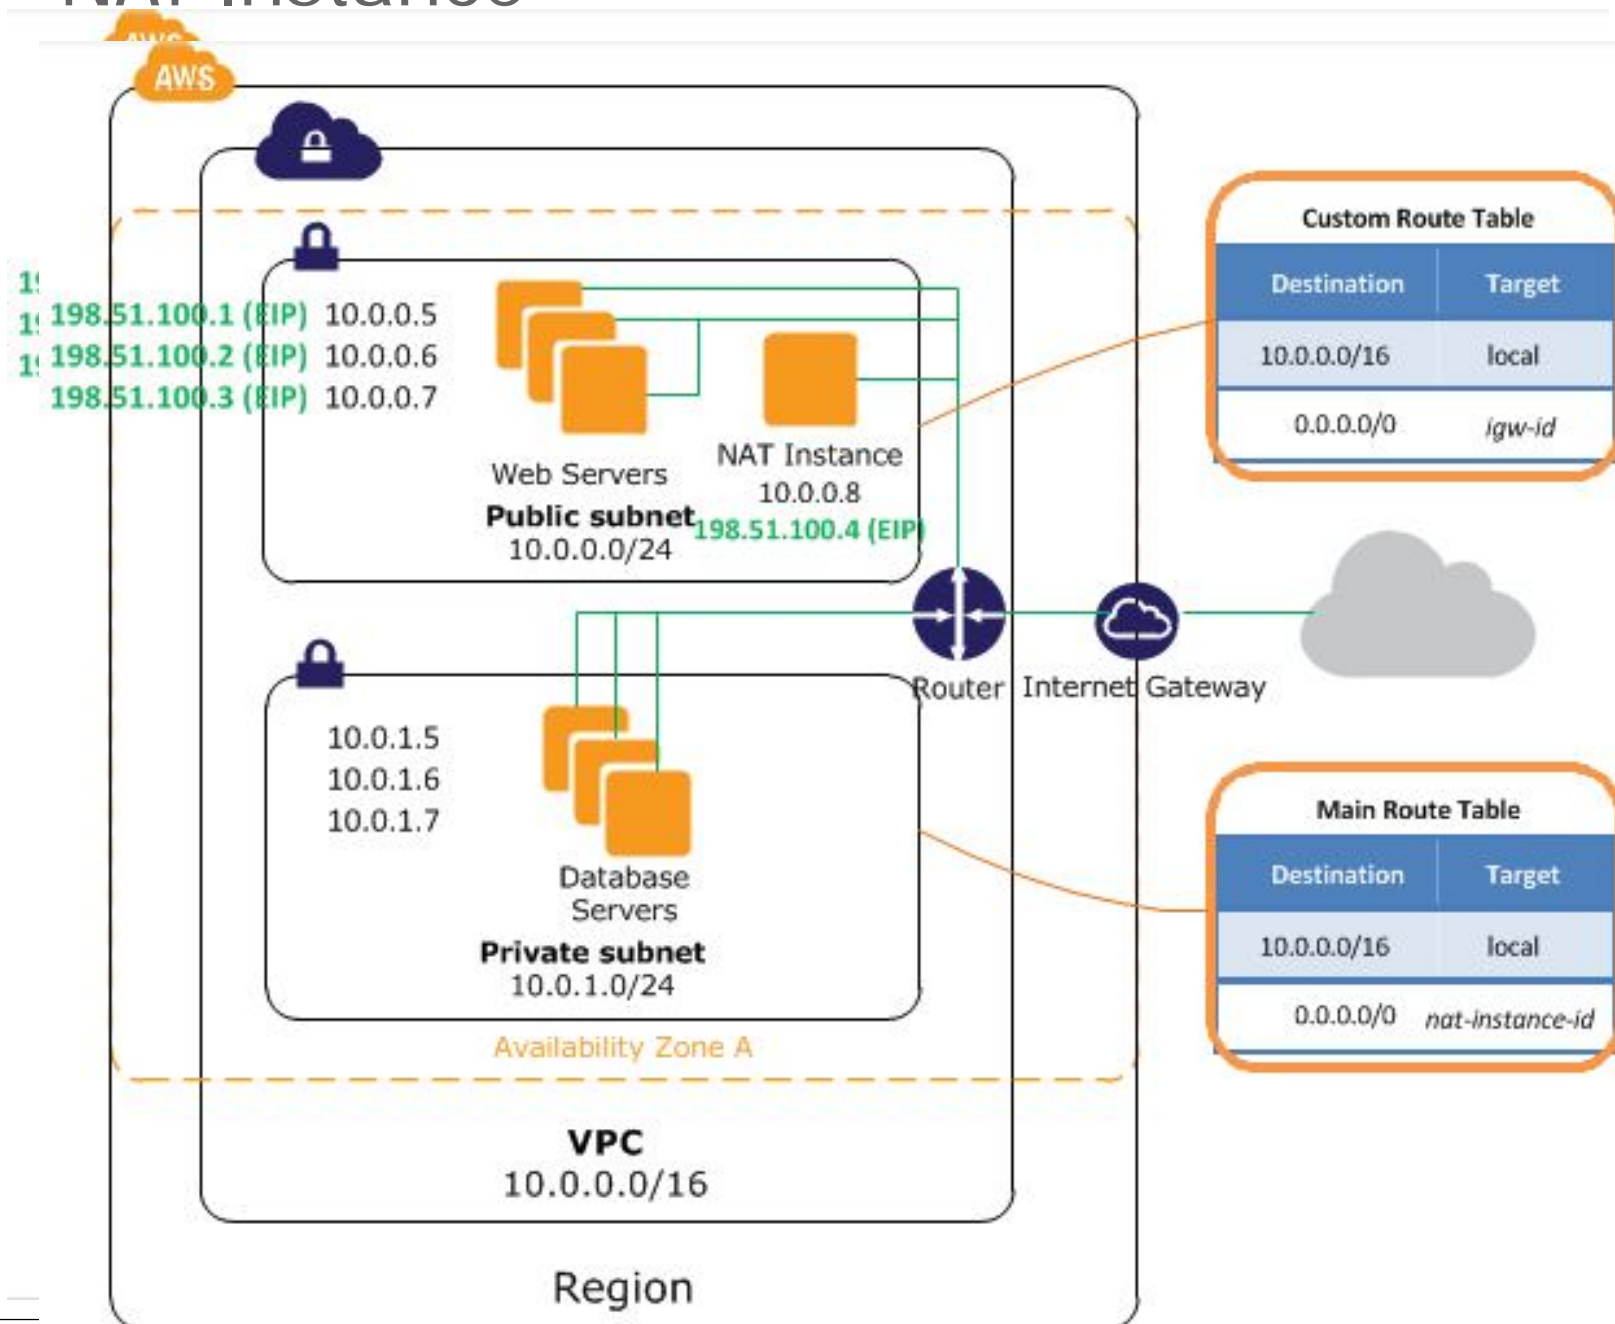 NAT Instance
AWS
AWS
Custom Route Table
Destination Target
10.0.0.0/16 local
0.0.0.0/0 igw-id
198.51.100.1 (EIP) 10.0.0.5
198.51.100.2 (EIP) 10.0.0.6
198.51.100.3 (EIP) 10.0.0.7
Web Servers
NAT Instance
10.0.0.8
198.51.100.4 (EIP)
Public subnet
10.0.0.0/24
Router
Internet Gateway
10.0.1.5
10.0.1.6
10.0.1.7
Database
Servers
Private subnet
10.0.1.0/24
Availability Zone A
Main Route Table
Destination Target
10.0.0.0/16 local
0.0.0.0/0 nat-instance-id
VPC
10.0.0.0/16
Region